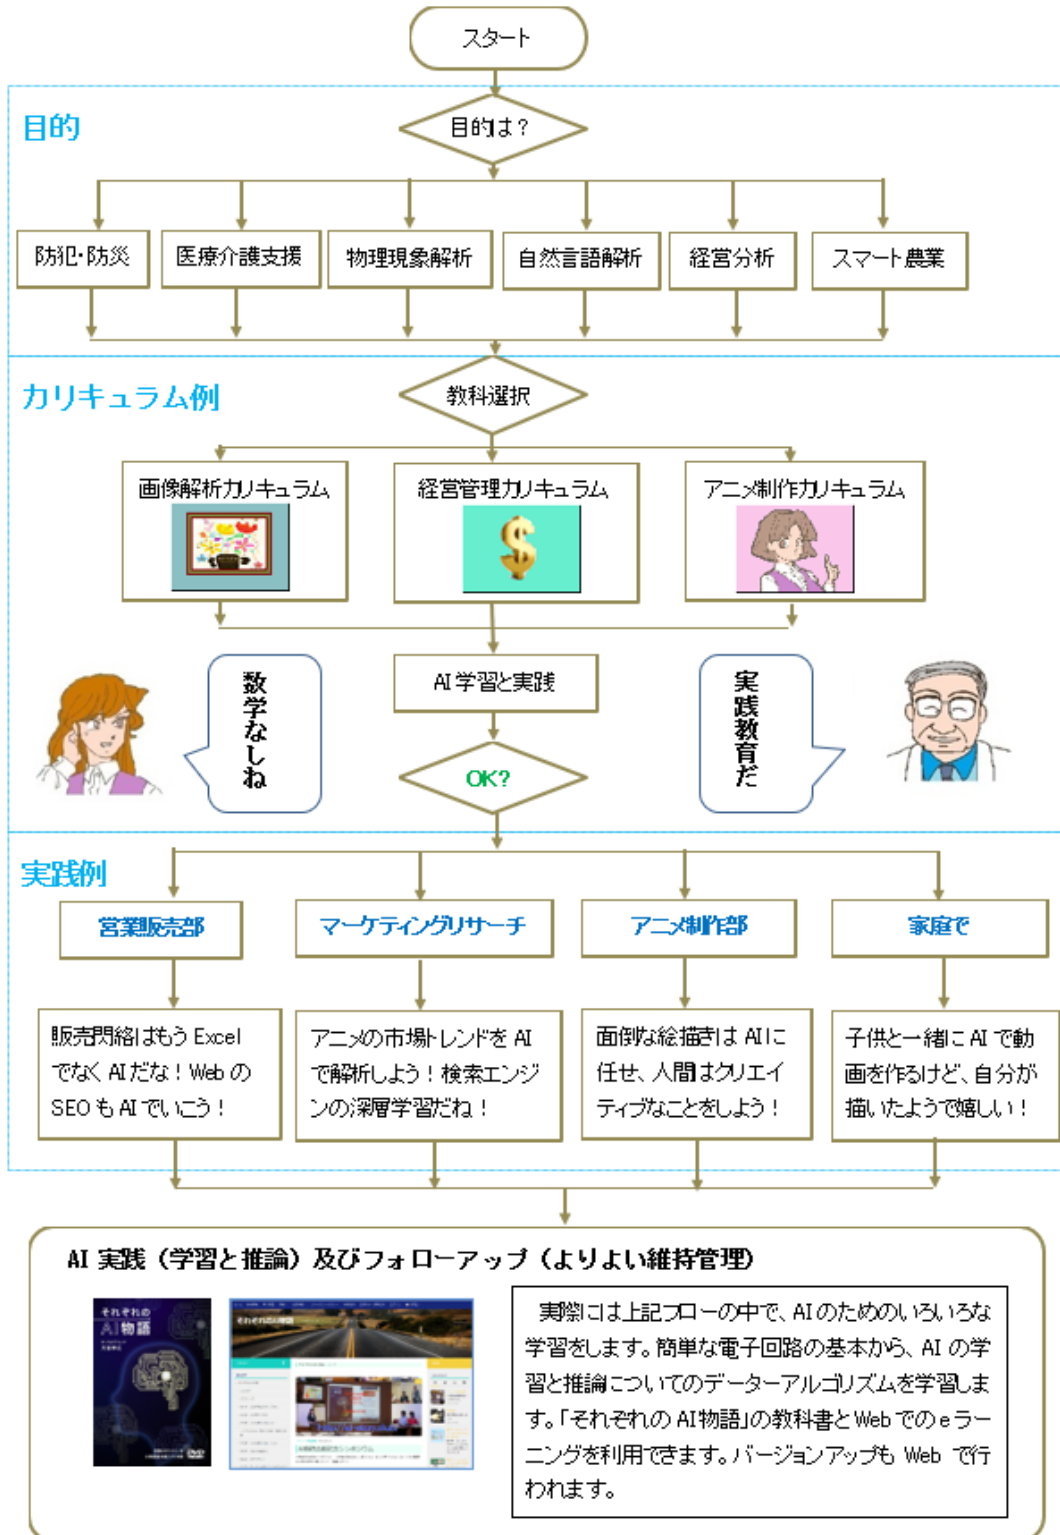 スタート
目的
目的は？
防犯・防災
医療介護支援
物理現象解析
自然言語解析
経営分析
スマート農業
カリキュラム例
教科選択
画像解析カリキュラム
経営管理カリキュラム
アニメ制作カリキュラム
数学なしね
AI 学習と実践
実践教育だ
OK?
実践例
営業販売部
マーケティングリサーチ
アニメ制作部
家庭で
販売閃絡はもう Excel
でなく AI だな！Web の
SEO も AI でいこう！
アニメの市場トレンドを AI
で解析しよう！検索エンジ
ンの深層学習だね！
面倒な絵描きは AI に
任せ、人間はクリエイ
ティブなことをしよう！
子供と一緒に AI で動
画を作るけど、自分が
描いたようで嬉しい！
AI 実践（学習と推論）及びフォローアップ（よりよい維持管理）
それぞれの
AI物語
DVD
それぞれのAI物語
実際には上記フローの中で、AI のためのいろいろな
学習をします。簡単な電子回路の基本から、AI の学
習と推論についてのデーターアルゴリズムを学習しま
す。「それぞれの AI物語」の教科書と Web での e ラー
ニングを利用できます。バージョンアップも Web で行
われます。